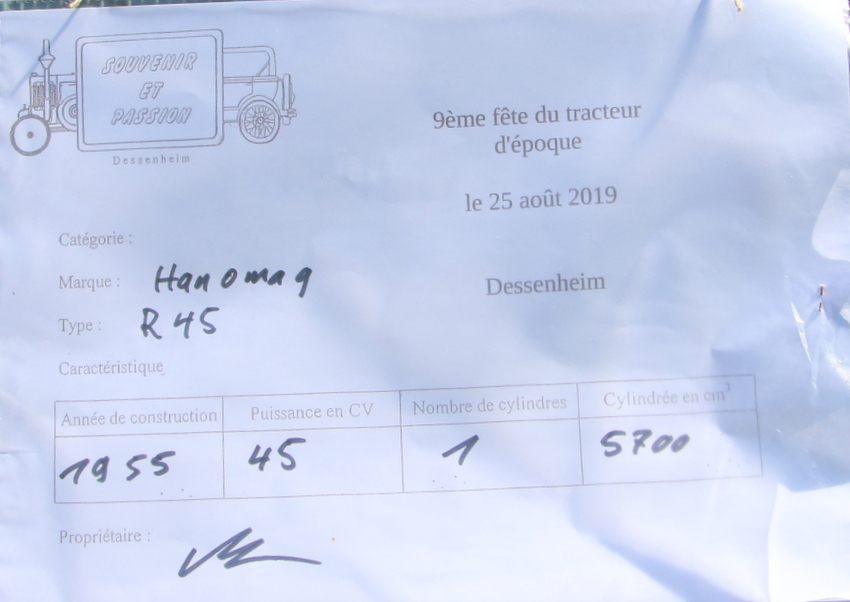 SOUVENIR
ET
PASSION
Dessenheim
9ème fête du tracteur
d'époque
le 25 août 2019
Dessenheim
Catégorie :
Marque : Hanomag
Type : R 45
Caractéristique
Année de construction Puissance en CV Nombre de cylindres Cylindrée en cm³
1955 45 1 5700
Propriétaire :